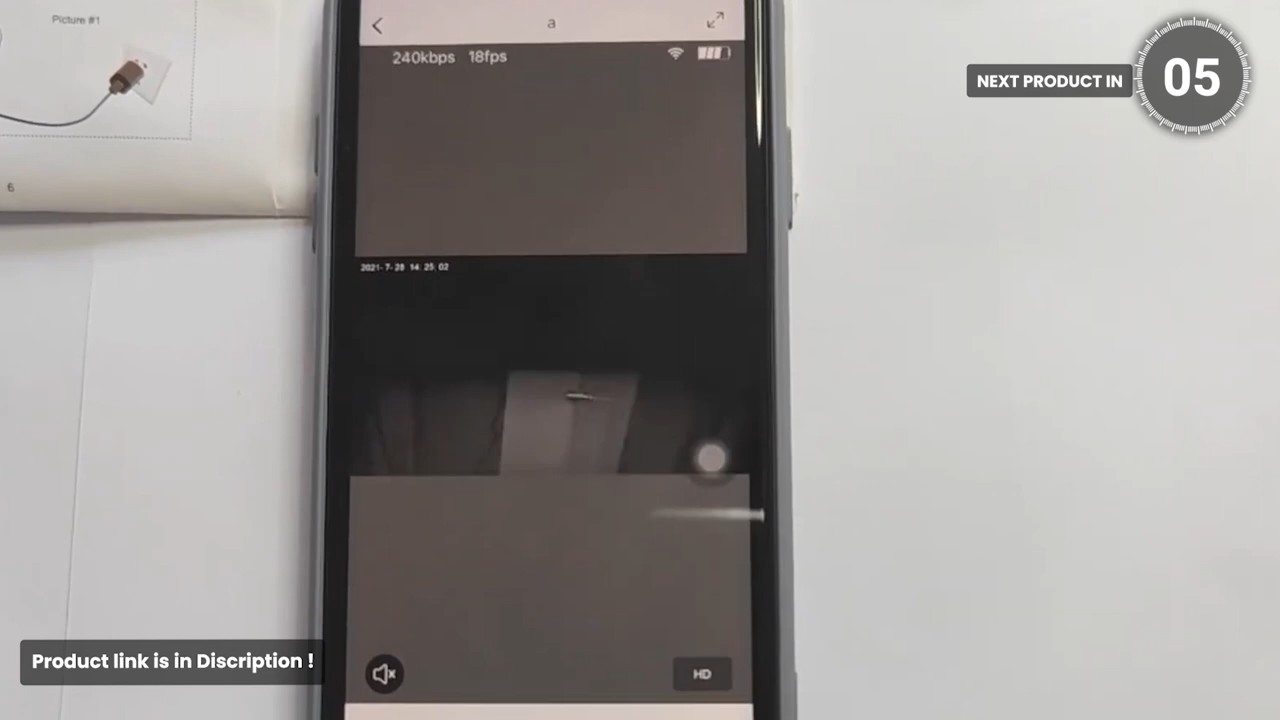 Picture #1
6
a
240kbps 18fps
NEXT PRODUCT IN
05
2021-7-28 14:25:02
HD
Product link is in Discription !